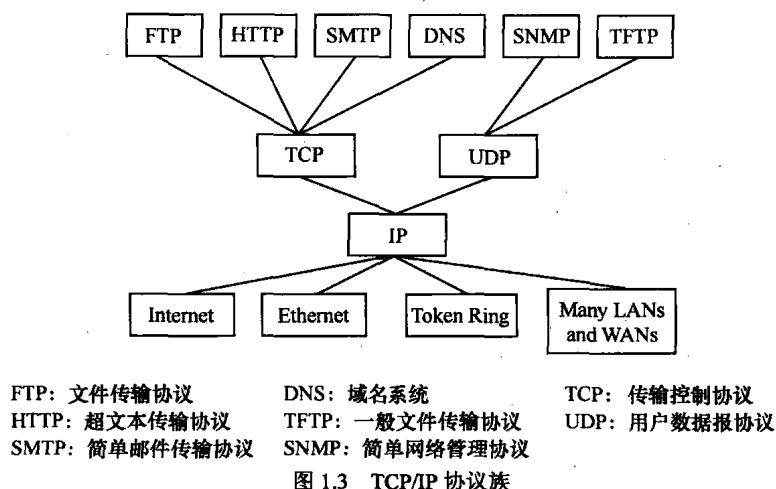 FTP HTTP SMTP DNS SNMP TFTP
TCP UDP
IP
Internet Ethernet Token Ring Many LANs
and WANs
FTP：文件传输协议 DNS：域名系统 TCP：传输控制协议
HTTP：超文本传输协议 TFTP：一般文件传输协议 UDP：用户数据报协议
SMTP：简单邮件传输协议 SNMP：简单网络管理协议
图 1.3 TCP/IP 协议族